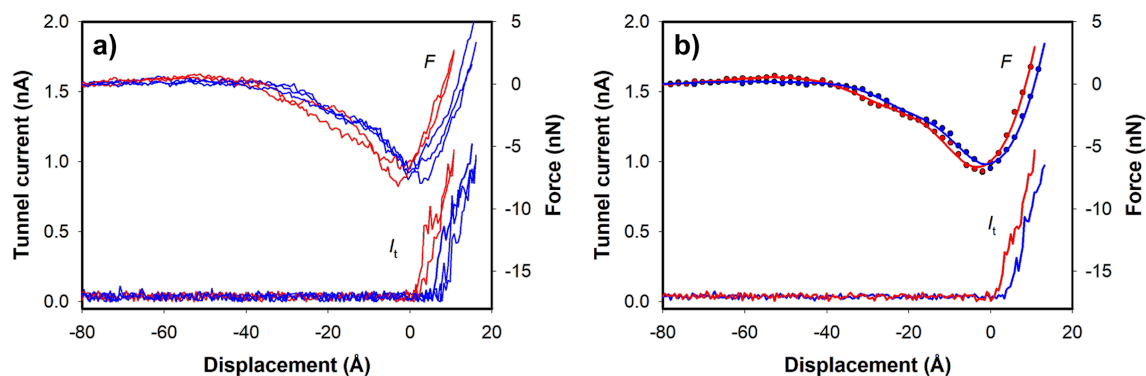 a)
2.0
1.5
1.0
0.5
0.0
Tunnel current (nA)
5
0
-5
-10
-15
Force (nN)
F
It
-80 -60 -40 -20 0 20
Displacement (Å)
b)
2.0
1.5
1.0
0.5
0.0
Tunnel current (nA)
5
0
-5
-10
-15
Force (nN)
F
It
-80 -60 -40 -20 0 20
Displacement (Å)